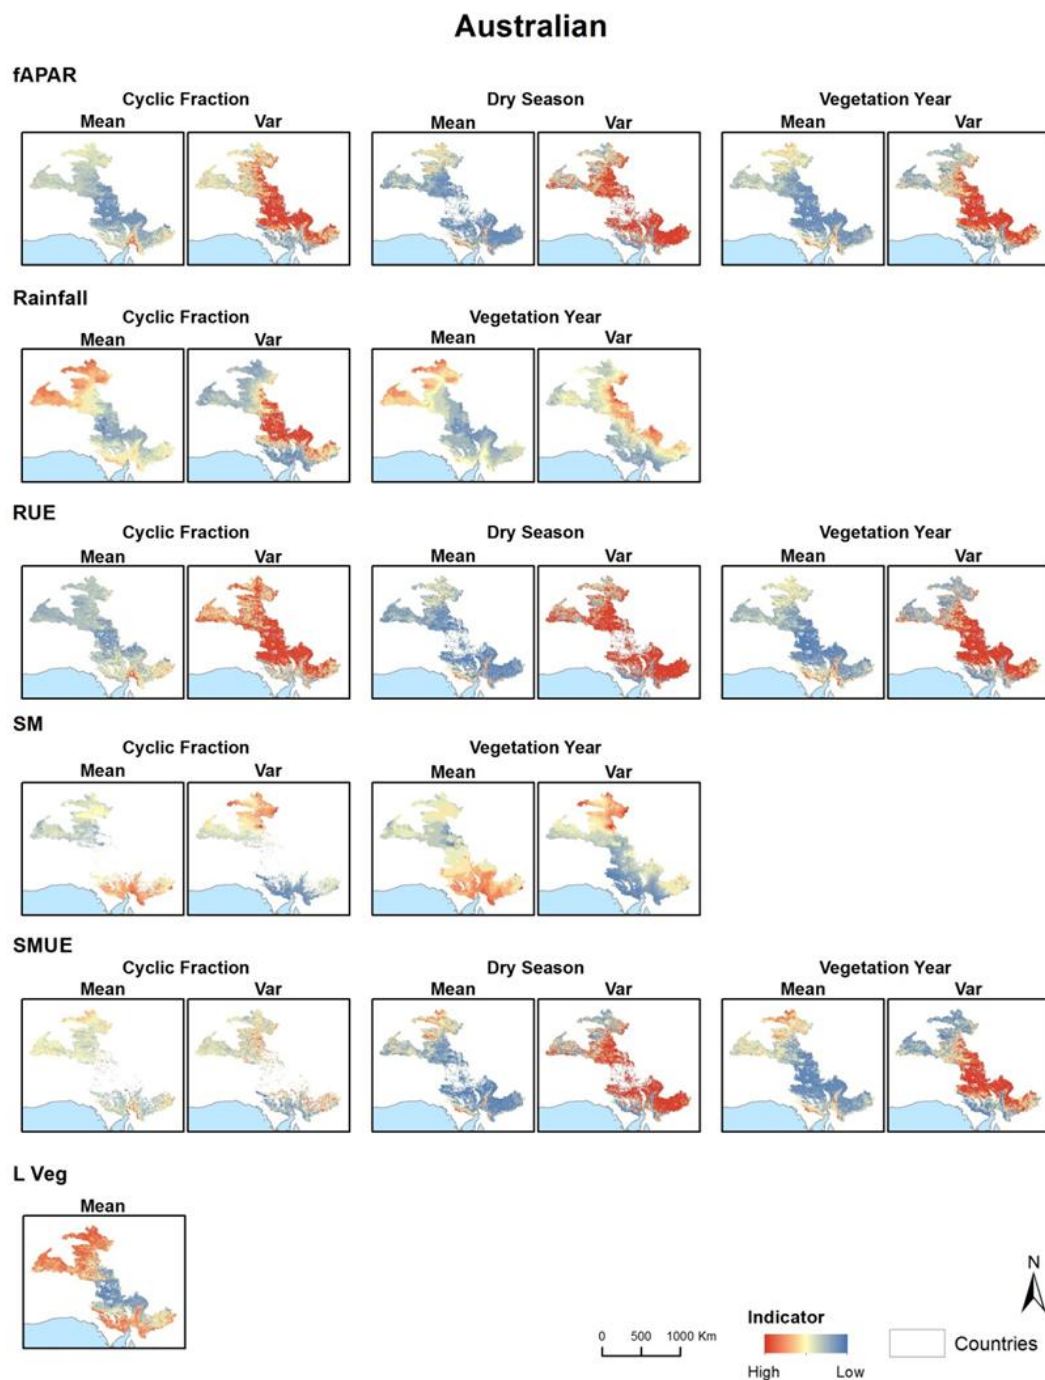 Australian
fAPAR
Cyclic Fraction Dry Season Vegetation Year
Mean Var Mean Var Mean Var
Rainfall
Cyclic Fraction Vegetation Year
Mean Var Mean Var
RUE
Cyclic Fraction Dry Season Vegetation Year
Mean Var Mean Var Mean Var
SM
Cyclic Fraction Vegetation Year
Mean Var Mean Var
SMUE
Cyclic Fraction Dry Season Vegetation Year
Mean Var Mean Var Mean Var
L Veg
Mean
N
Indicator
0 500 1000 Km
Countries
High Low